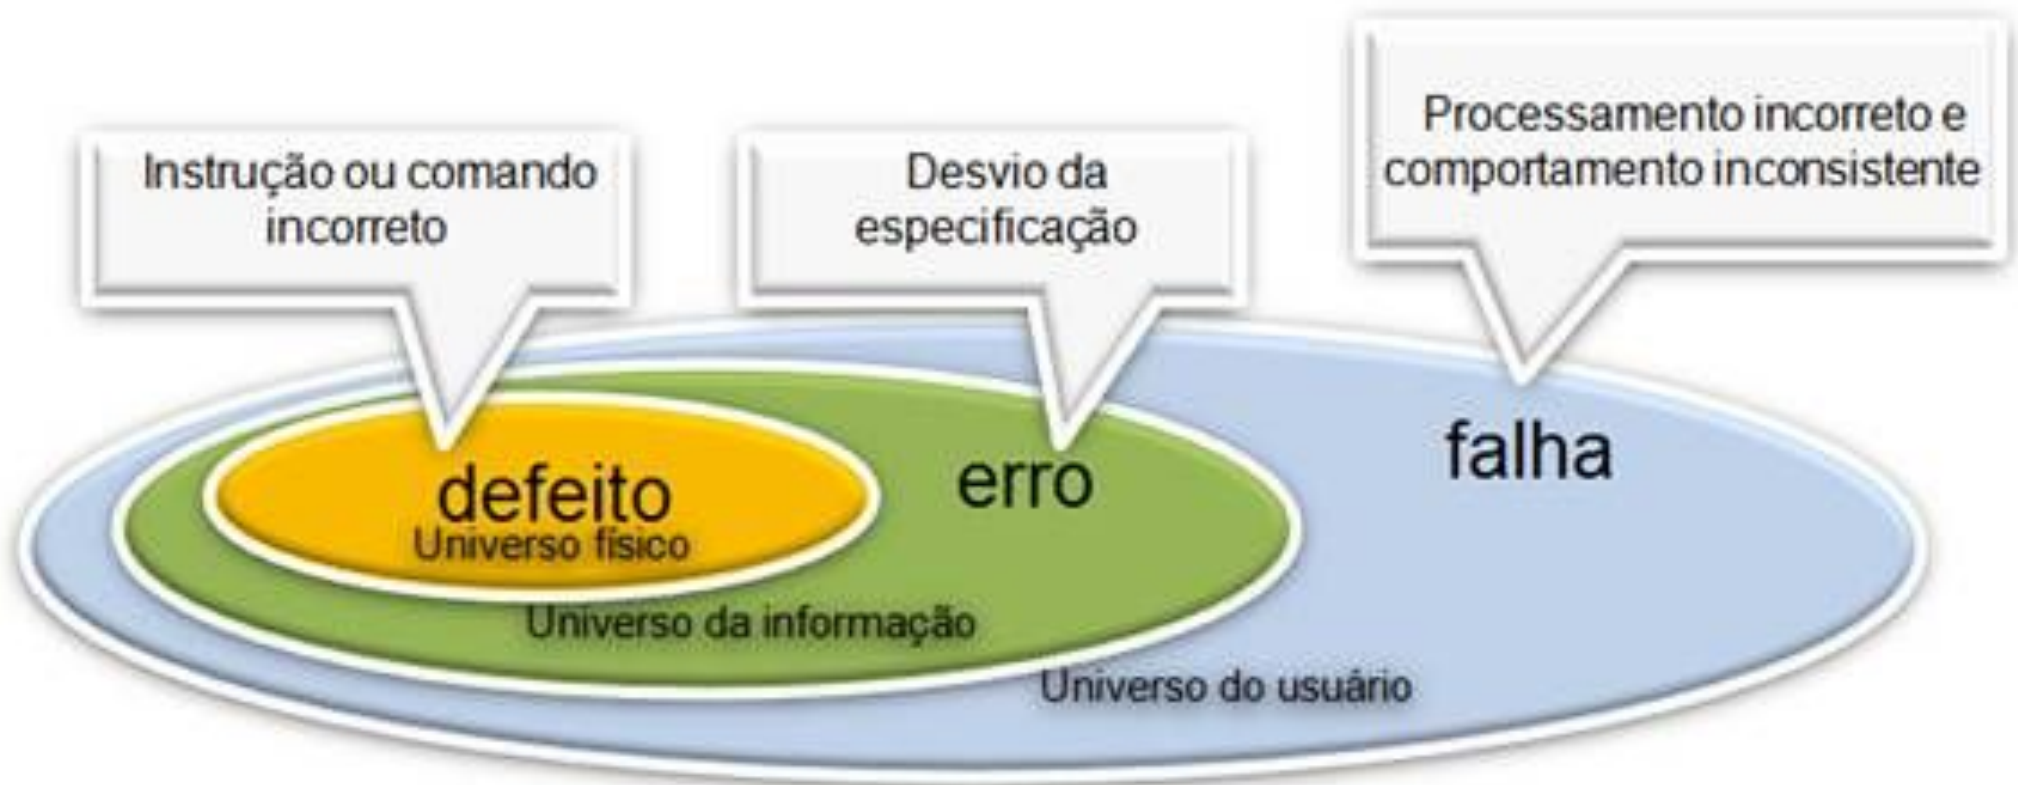 Instrução ou comando
incorreto
Desvio da
especificação
Processamento incorreto e
comportamento inconsistente
defeito
Universo físico
erro
Universo da informação
falha
Universo do usuário